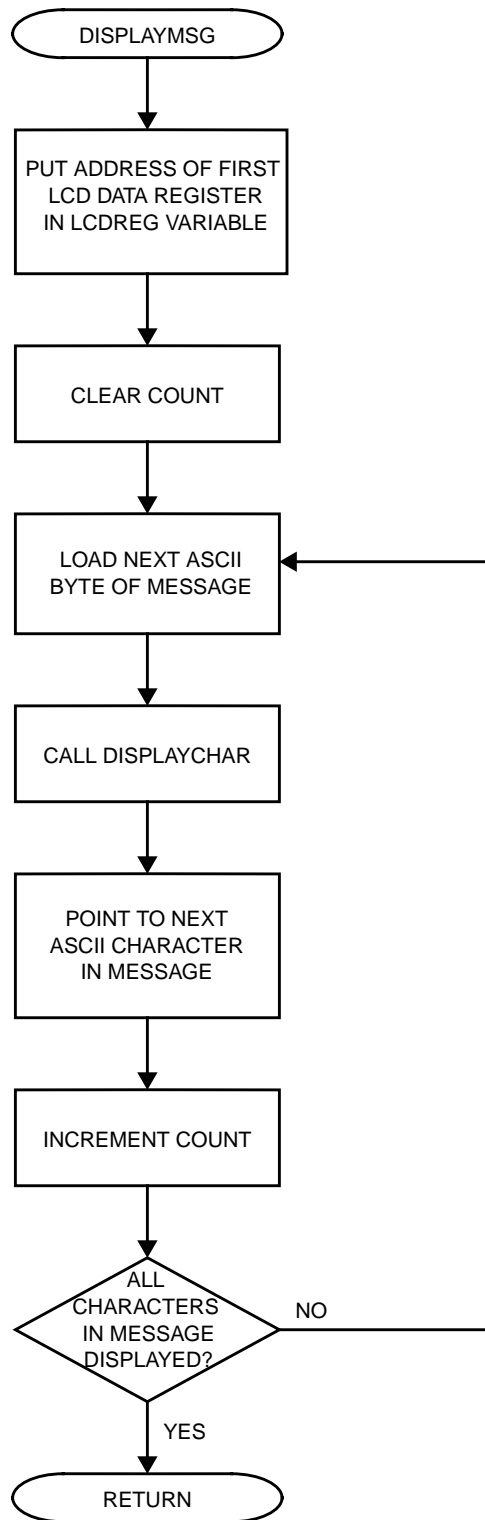 DISPLAYMSG
PUT ADDRESS OF FIRST
LCD DATA REGISTER
IN LCDREG VARIABLE
CLEAR COUNT
LOAD NEXT ASCII
BYTE OF MESSAGE
CALL DISPLAYCHAR
POINT TO NEXT
ASCII CHARACTER
IN MESSAGE
INCREMENT COUNT
ALL
CHARACTERS
IN MESSAGE
DISPLAYED?
NO
YES
RETURN